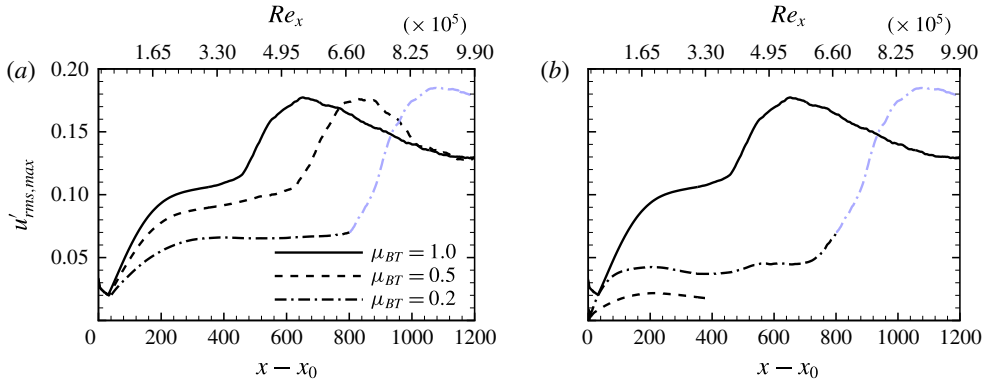 Re_x
(× 10^5)
(a) 1.65 3.30 4.95 6.60 8.25 9.90
0.20
0.15
0.10
0.05
u′_rms,max
μ_BT = 1.0
μ_BT = 0.5
μ_BT = 0.2
0 200 400 600 800 1000 1200
x − x_0
Re_x
(× 10^5)
(b) 1.65 3.30 4.95 6.60 8.25 9.90
0 200 400 600 800 1000 1200
x − x_0